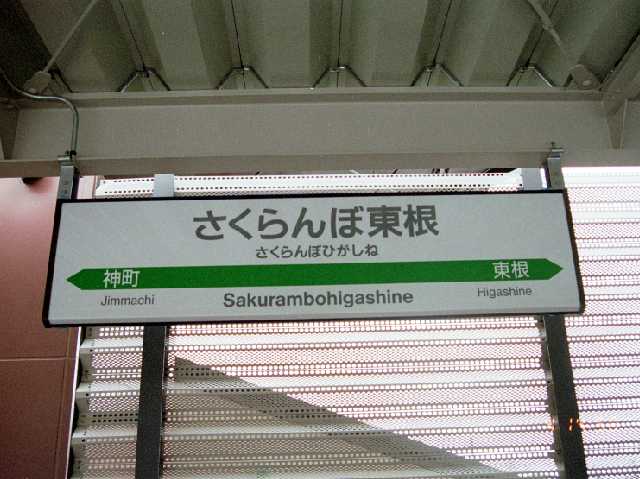 さくらんぼ東根
さくらんぼひがしね
神町 東根
Jimmachi Sakurambohigashine Higashine